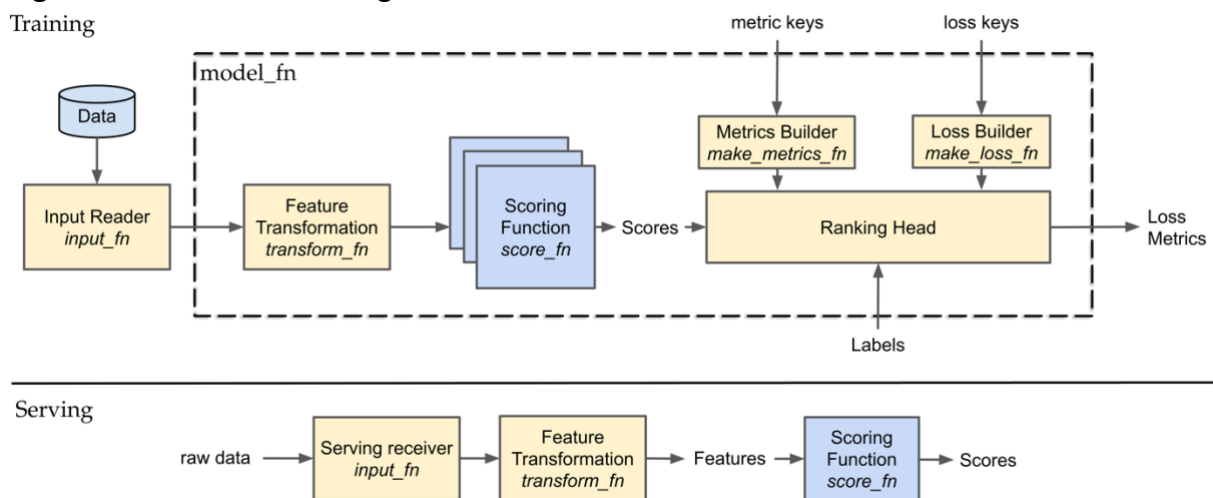 Training
metric keys
loss keys
model_fn
Data
Metrics Builder
make_metrics_fn
Loss Builder
make_loss_fn
Input Reader
input_fn
Feature
Transformation
transform_fn
Scoring
Function
score_fn
Scores
Ranking Head
Loss
Metrics
Labels
Serving
raw data
Serving receiver
input_fn
Feature
Transformation
transform_fn
Features
Scoring
Function
score_fn
Scores